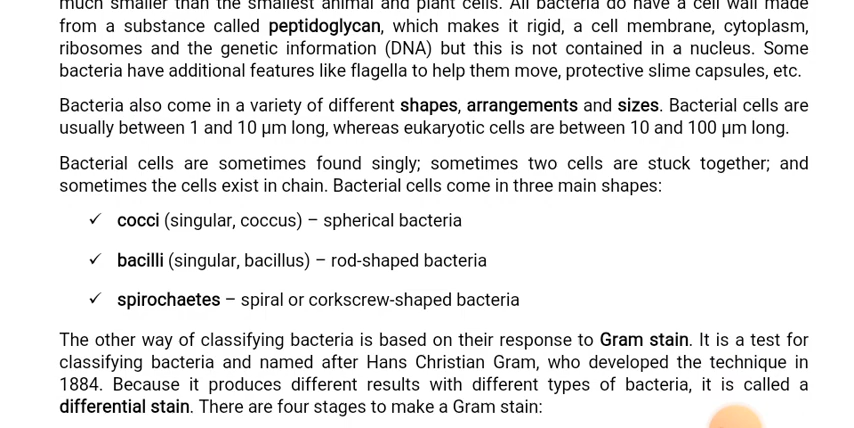 much smaller than the smallest animal and plant cells. All bacteria do have a cell wall made
from a substance called peptidoglycan, which makes it rigid, a cell membrane, cytoplasm,
ribosomes and the genetic information (DNA) but this is not contained in a nucleus. Some
bacteria have additional features like flagella to help them move, protective slime capsules, etc.
Bacteria also come in a variety of different shapes, arrangements and sizes. Bacterial cells are
usually between 1 and 10 µm long, whereas eukaryotic cells are between 10 and 100 µm long.
Bacterial cells are sometimes found singly; sometimes two cells are stuck together; and
sometimes the cells exist in chain. Bacterial cells come in three main shapes:
✓ cocci (singular, coccus) – spherical bacteria
✓ bacilli (singular, bacillus) – rod-shaped bacteria
✓ spirochaetes – spiral or corkscrew-shaped bacteria
The other way of classifying bacteria is based on their response to Gram stain. It is a test for
classifying bacteria and named after Hans Christian Gram, who developed the technique in
1884. Because it produces different results with different types of bacteria, it is called a
differential stain. There are four stages to make a Gram stain: